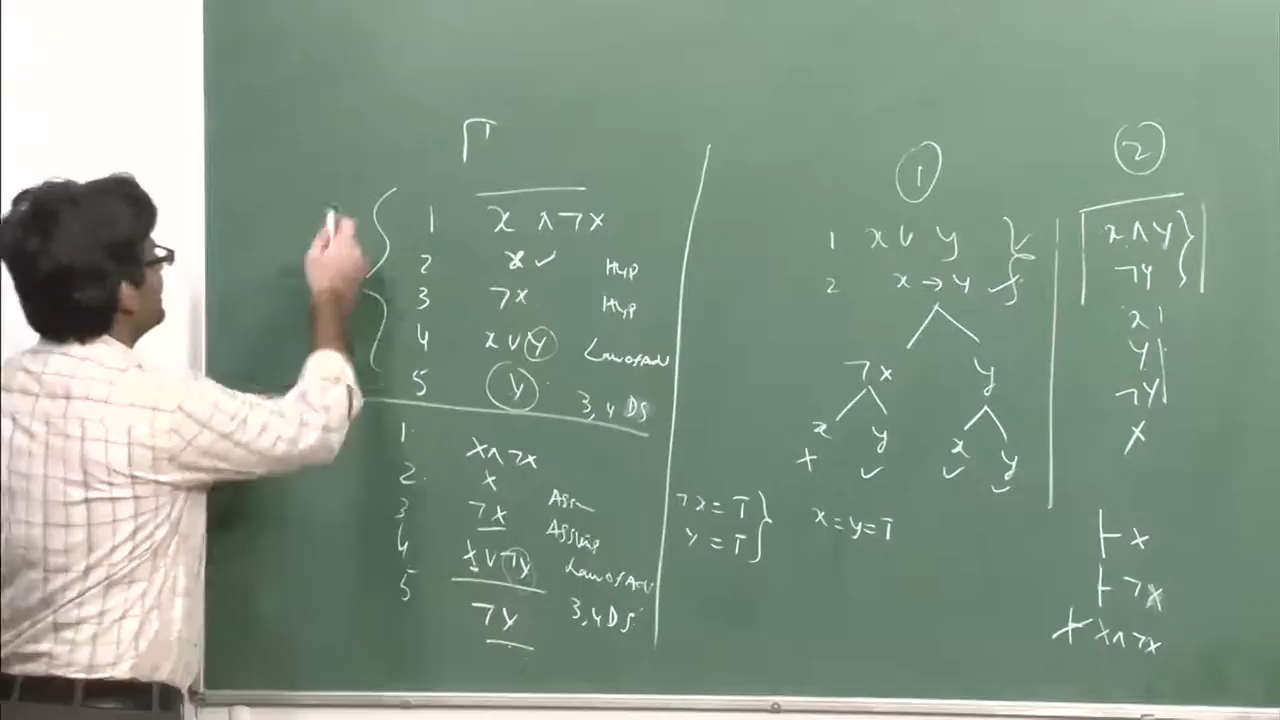 Γ
1 x ∧ ¬x
2 x ✓ Hyp
3 ¬x Hyp
4 x ∨ y Law of Add
5 y 3,4 DS
1. x ∧ ¬x
2. x Assm
3 ¬x Assump
4 x ∨ ¬y Law of Add
5 ¬y 3,4 DS
¬x = T
y = T
1
1 x ∨ y ✓
2 x → y ✓
¬x y
x y x y
× ✓ ✓ ✓
x = y = T
2
x ∧ y
¬y
x
y
¬y
×
⊢ x
⊢ ¬x
⊬ x ∧ ¬x